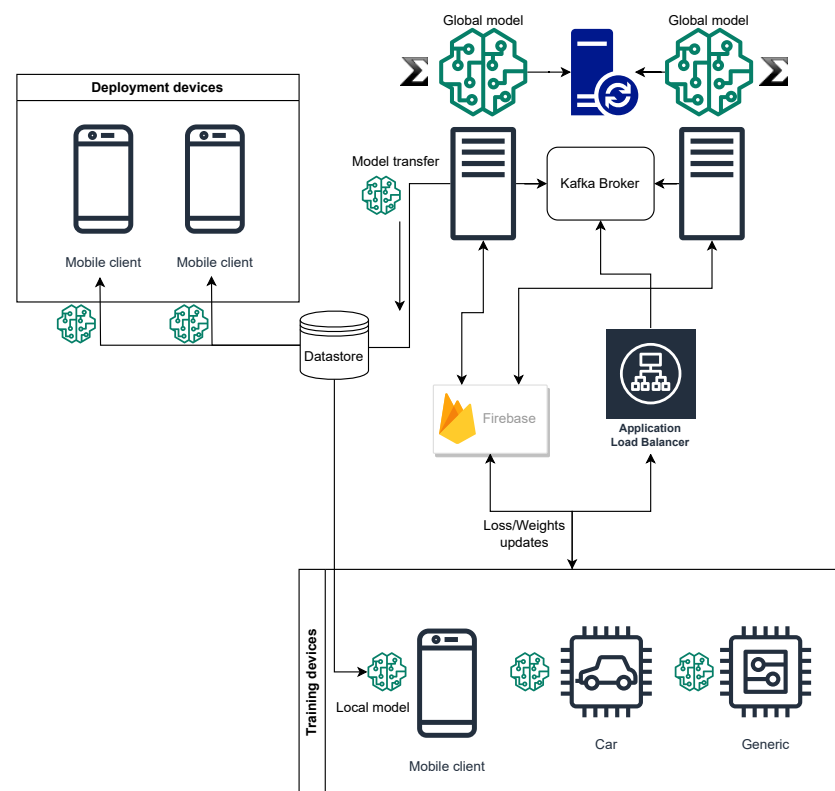 Global model
Global model
Σ
Σ
Deployment devices
Model transfer
Kafka Broker
Mobile client
Mobile client
Datastore
Firebase
Application
Load Balancer
Loss/Weights
updates
Training devices
Local model
Mobile client
Car
Generic